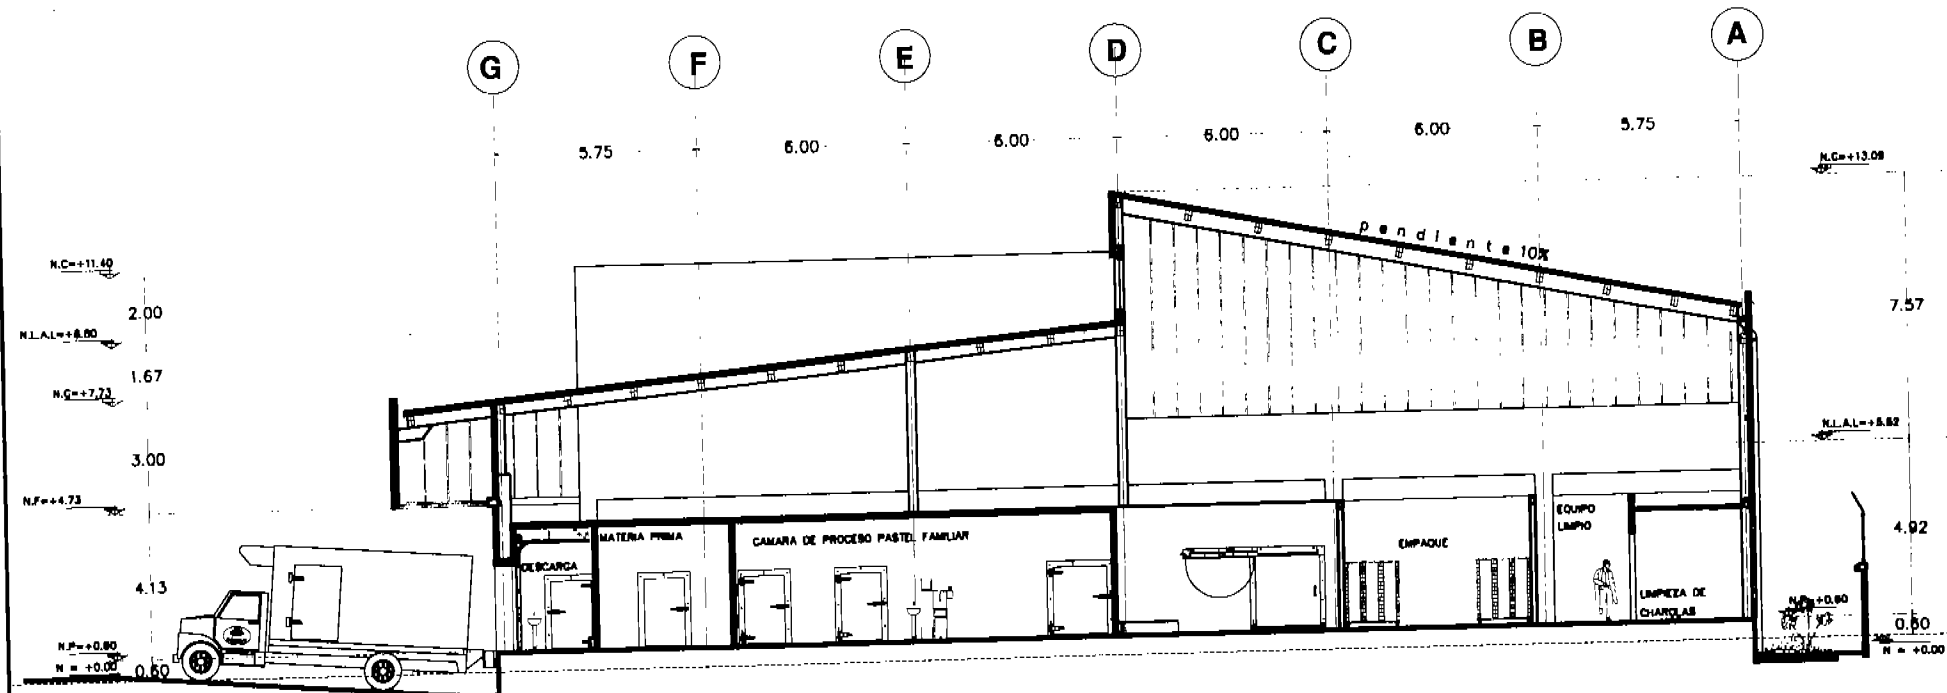 G F E D C B A
5.75 6.00 6.00 6.00 6.00 5.75
N.C=+13.09
pendiente 10%
N.C=+11.40
2.00
7.57
N.L.A.L=+8.80
1.67
N.C=+7.73
N.L.A.L=+5.52
3.00
N.F=+4.73
EQUIPO
LIMPIO
4.92
MATERIA PRIMA
CAMARA DE PROCESO PASTEL FAMILIAR
EMPAQUE
DESCARGA
4.13
LIMPIEZA DE
CHAROLAS
N.P=+0.60
0.60
N.P=+0.60
N = +0.00
N = +0.00
0.60